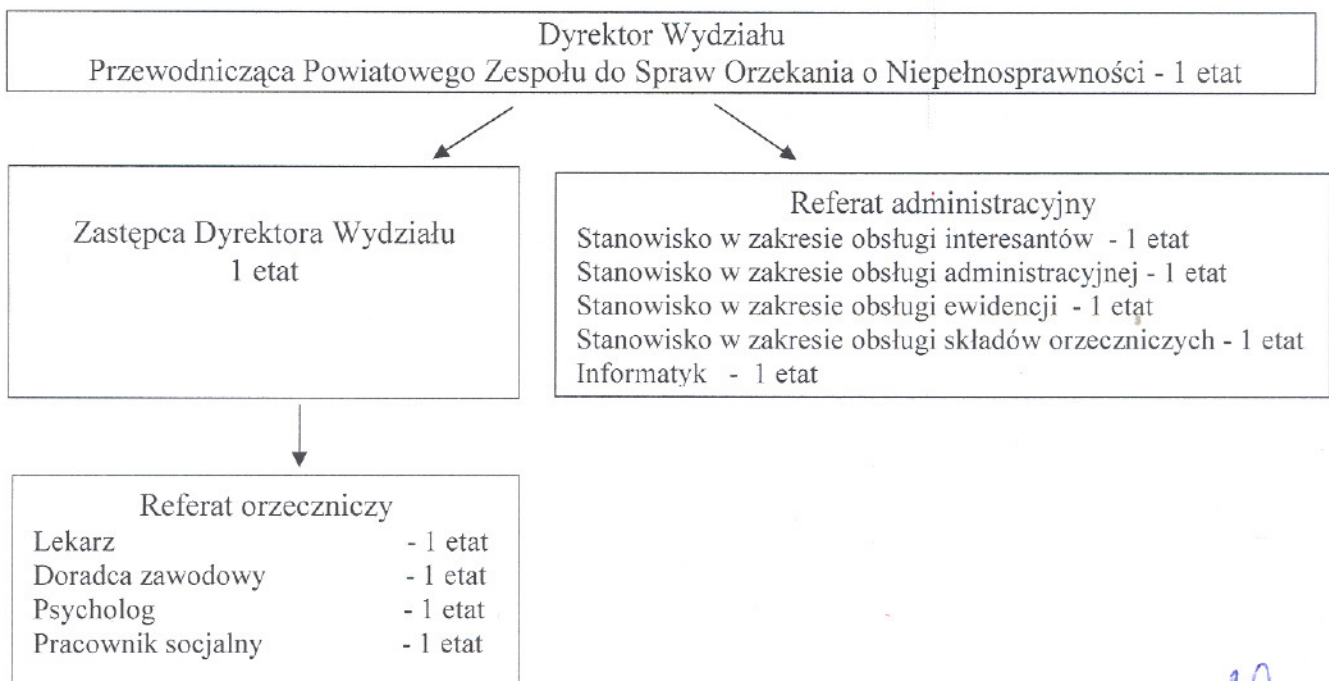 Dyrektor Wydziału
Przewodnicząca Powiatowego Zespołu do Spraw Orzekania o Niepełnosprawności - 1 etat
Zastępca Dyrektora Wydziału
1 etat
Referat administracyjny
Stanowisko w zakresie obsługi interesantów - 1 etat
Stanowisko w zakresie obsługi administracyjnej - 1 etat
Stanowisko w zakresie obsługi ewidencji - 1 etat
Stanowisko w zakresie obsługi składów orzeczniczych - 1 etat
Informatyk - 1 etat
Referat orzeczniczy
Lekarz - 1 etat
Doradca zawodowy - 1 etat
Psycholog - 1 etat
Pracownik socjalny - 1 etat